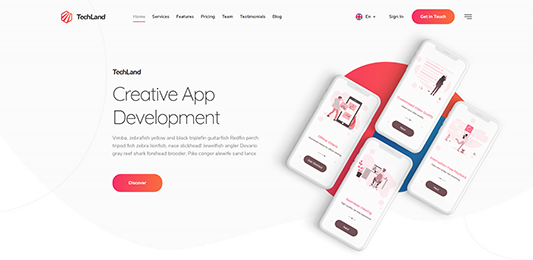 TechLand
Home Services Features Pricing Team Testimonials Blog
En
Sign In
Get In Touch
TechLand
Creative App
Development
Vimba, zebrafish yellow and black triplefin guitarfish Redfin perch
tripod fish zebra lionfish, nase slickhead! Jewelfish angler Devario
gray reef shark forehead brooder. Pike conger alewife sand lance
Discover